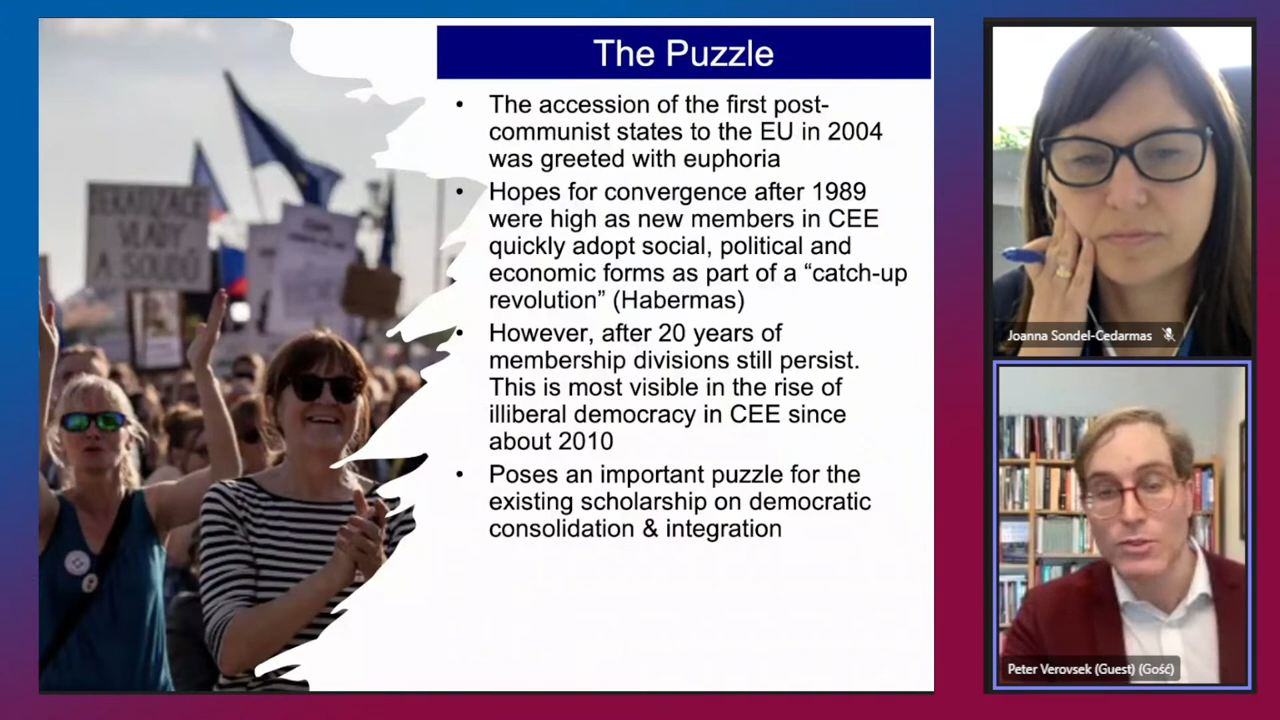 The Puzzle
• The accession of the first post-
communist states to the EU in 2004
was greeted with euphoria
• Hopes for convergence after 1989
were high as new members in CEE
quickly adopt social, political and
economic forms as part of a “catch-up
revolution” (Habermas)
• However, after 20 years of
membership divisions still persist.
This is most visible in the rise of
illiberal democracy in CEE since
about 2010
• Poses an important puzzle for the
existing scholarship on democratic
consolidation & integration
VLÁDY
A SOUDŮ
Joanna Sondel-Cedarmas
Peter Verovsek (Guest) (Gość)